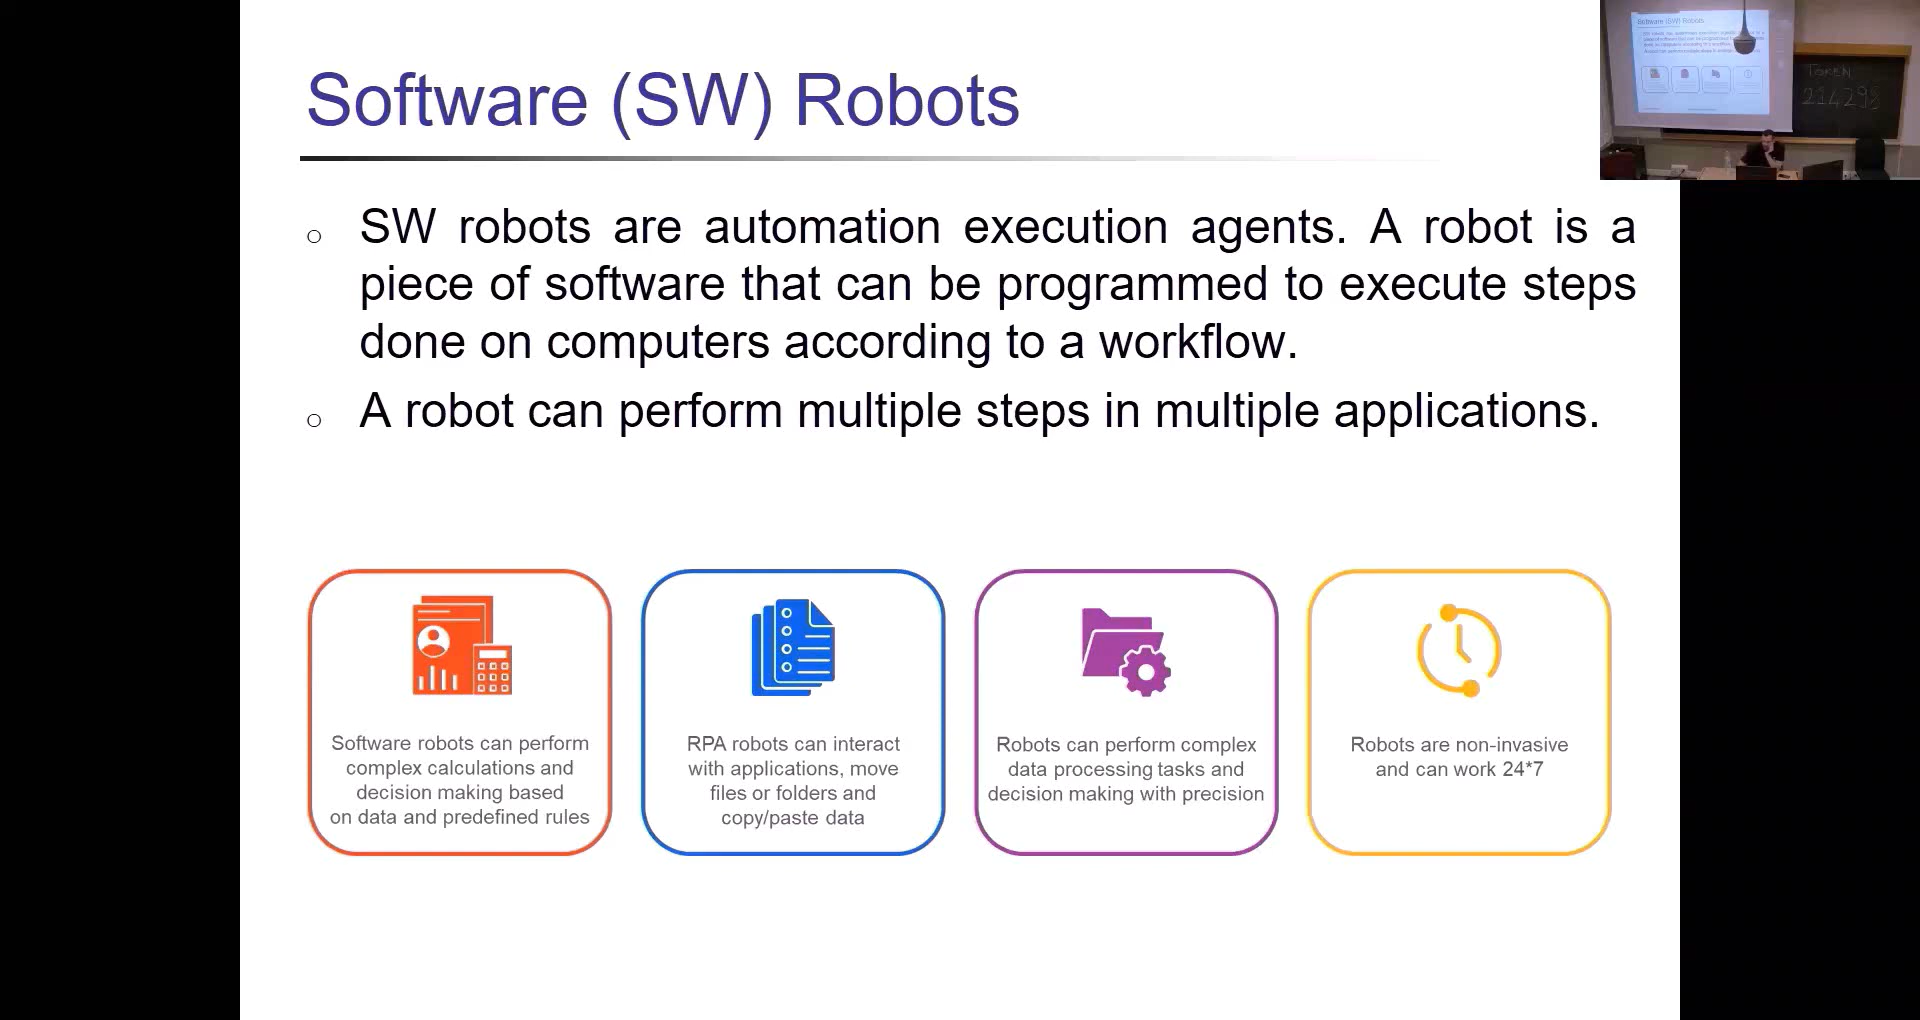 Software (SW) Robots
SW robots are automation execution agents. A robot is a
piece of software that can be programmed to execute steps
done on computers according to a workflow.
A robot can perform multiple steps in multiple applications.
Software robots can perform
complex calculations and
decision making based
on data and predefined rules
RPA robots can interact
with applications, move
files or folders and
copy/paste data
Robots can perform complex
data processing tasks and
decision making with precision
Robots are non-invasive
and can work 24*7
Software (SW) Robots
TOKEN